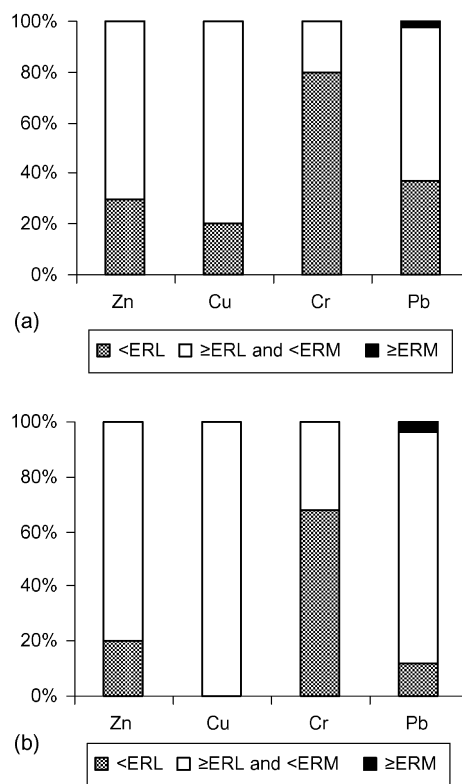 100%
80%
60%
40%
20%
0%
Zn Cu Cr Pb
(a)
<ERL ≥ERL and <ERM ≥ERM
100%
80%
60%
40%
20%
0%
Zn Cu Cr Pb
(b)
<ERL ≥ERL and <ERM ≥ERM